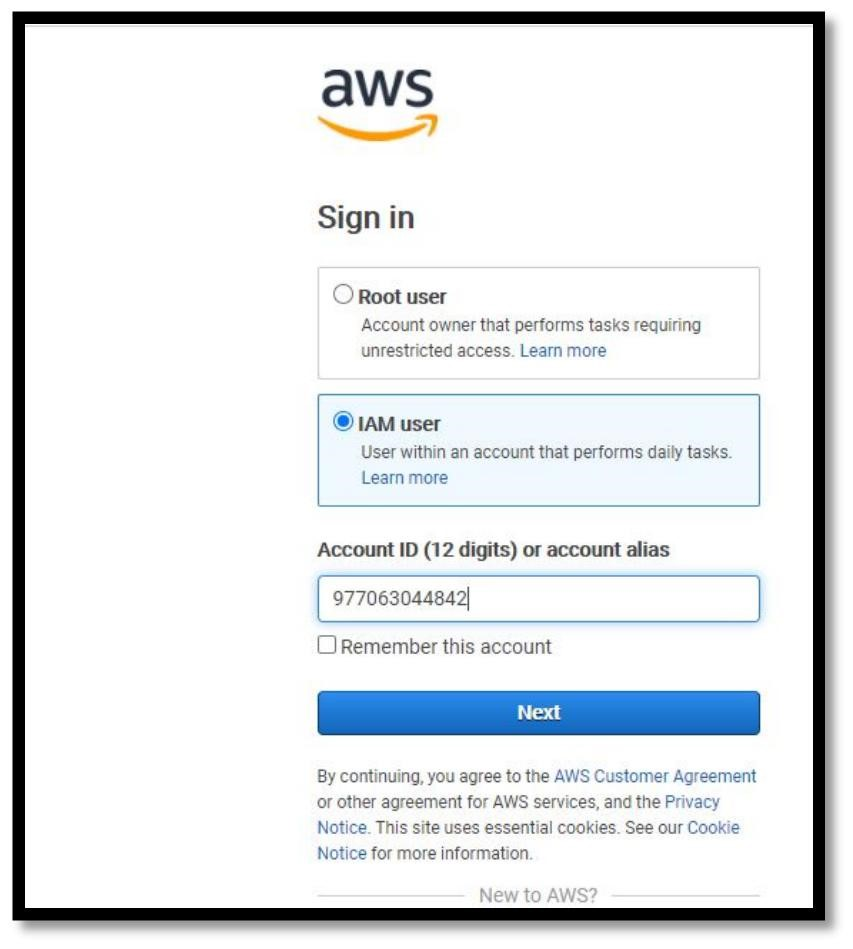 aws
Sign in
Root user
Account owner that performs tasks requiring
unrestricted access. Learn more
IAM user
User within an account that performs daily tasks.
Learn more
Account ID (12 digits) or account alias
977063044842
Remember this account
Next
By continuing, you agree to the AWS Customer Agreement
or other agreement for AWS services, and the Privacy
Notice. This site uses essential cookies. See our Cookie
Notice for more information.
New to AWS?